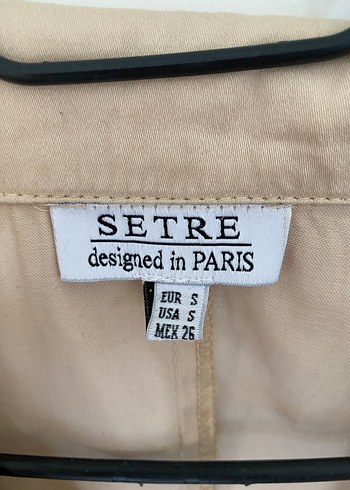 SETRE
designed in PARIS
EUR S
USA S
MEX 26